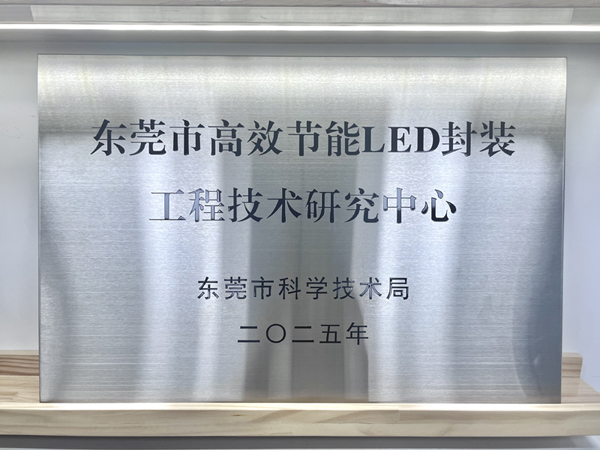 东莞市高效节能LED封装
工程技术研究中心
东莞市科学技术局
二〇二五年